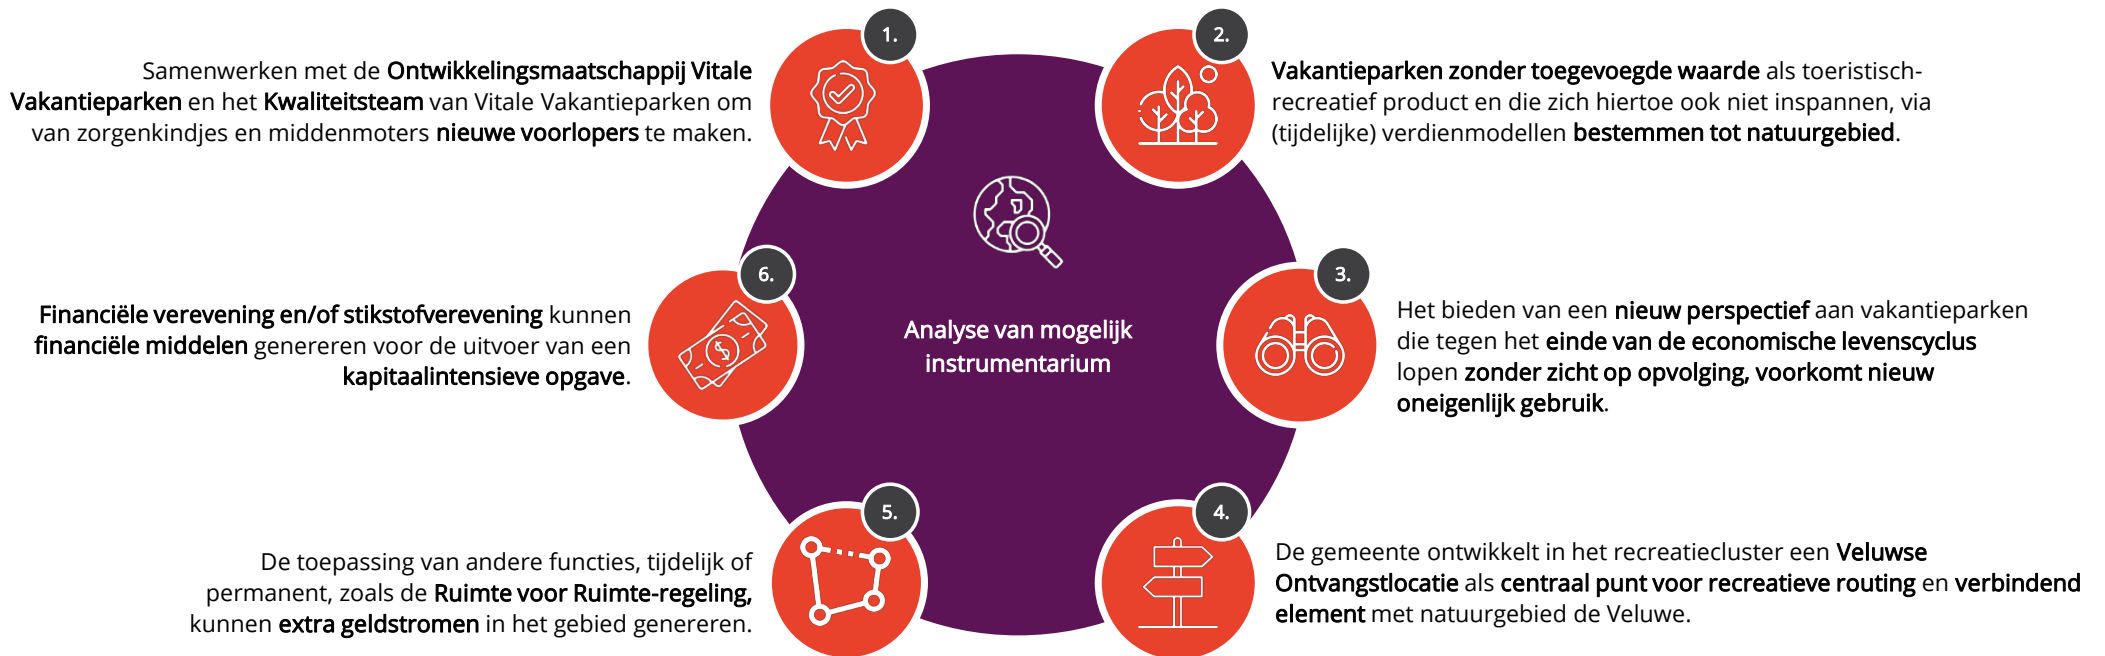 1.
Samenwerken met de Ontwikkelingsmaatschappij Vitale
Vakantieparken en het Kwaliteitsteam van Vitale Vakantieparken om
van zorgenkindjes en middenmoters nieuwe voorlopers te maken.
2.
Vakantieparken zonder toegevoegde waarde als toeristisch-
recreatief product en die zich hiertoe ook niet inspannen, via
(tijdelijke) verdienmodellen bestemmen tot natuurgebied.
3.
Het bieden van een nieuw perspectief aan vakantieparken
die tegen het einde van de economische levenscyclus
lopen zonder zicht op opvolging, voorkomt nieuw
oneigenlijk gebruik.
4.
De gemeente ontwikkelt in het recreatiecluster een Veluwse
Ontvangstlocatie als centraal punt voor recreatieve routing en verbindend
element met natuurgebied de Veluwe.
5.
De toepassing van andere functies, tijdelijk of
permanent, zoals de Ruimte voor Ruimte-regeling,
kunnen extra geldstromen in het gebied genereren.
6.
Financiële verevening en/of stikstofverevening kunnen
financiële middelen genereren voor de uitvoer van een
kapitaalintensieve opgave.
Analyse van mogelijk
instrumentarium
$